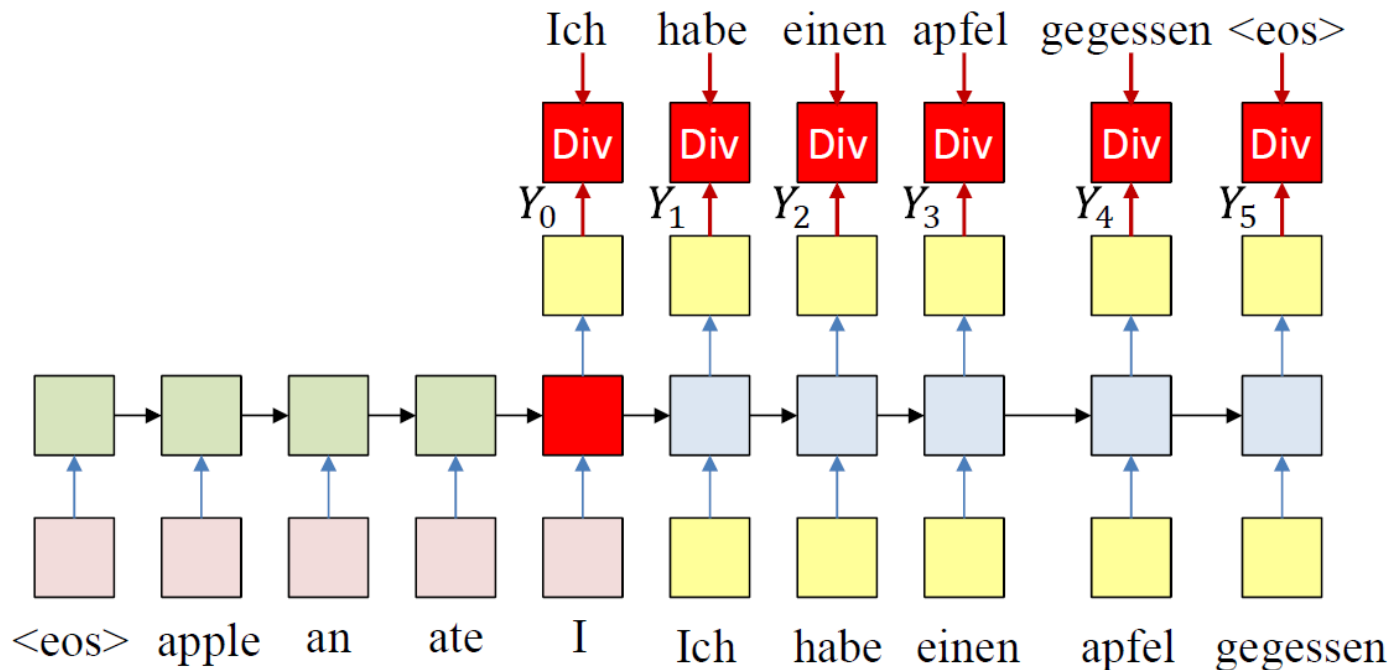 Ich habe einen apfel gegessen <eos>
Div Div Div Div Div Div
Y₀ Y₁ Y₂ Y₃ Y₄ Y₅
<eos> apple an ate I Ich habe einen apfel gegessen